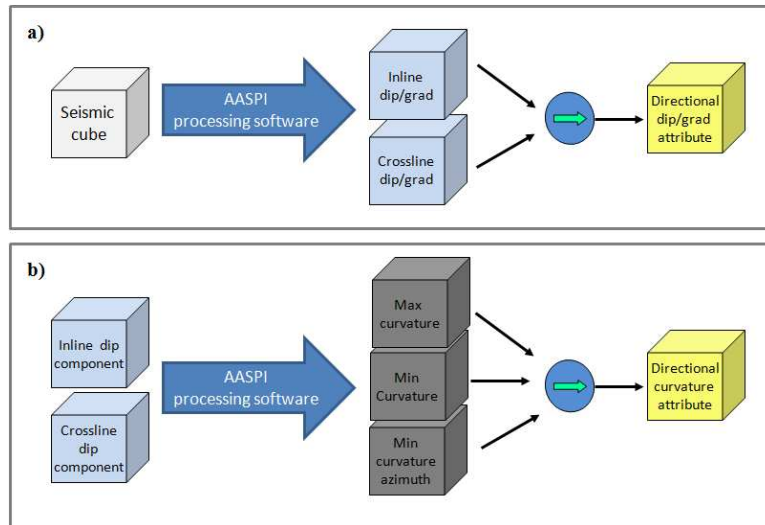 a)
Seismic
cube
AASPI
processing software
Inline
dip/grad
Crossline
dip/grad
Directional
dip/grad
attribute
b)
Inline dip
component
Crossline
dip
component
AASPI
processing software
Max
curvature
Min
Curvature
Min
curvature
azimuth
Directional
curvature
attribute